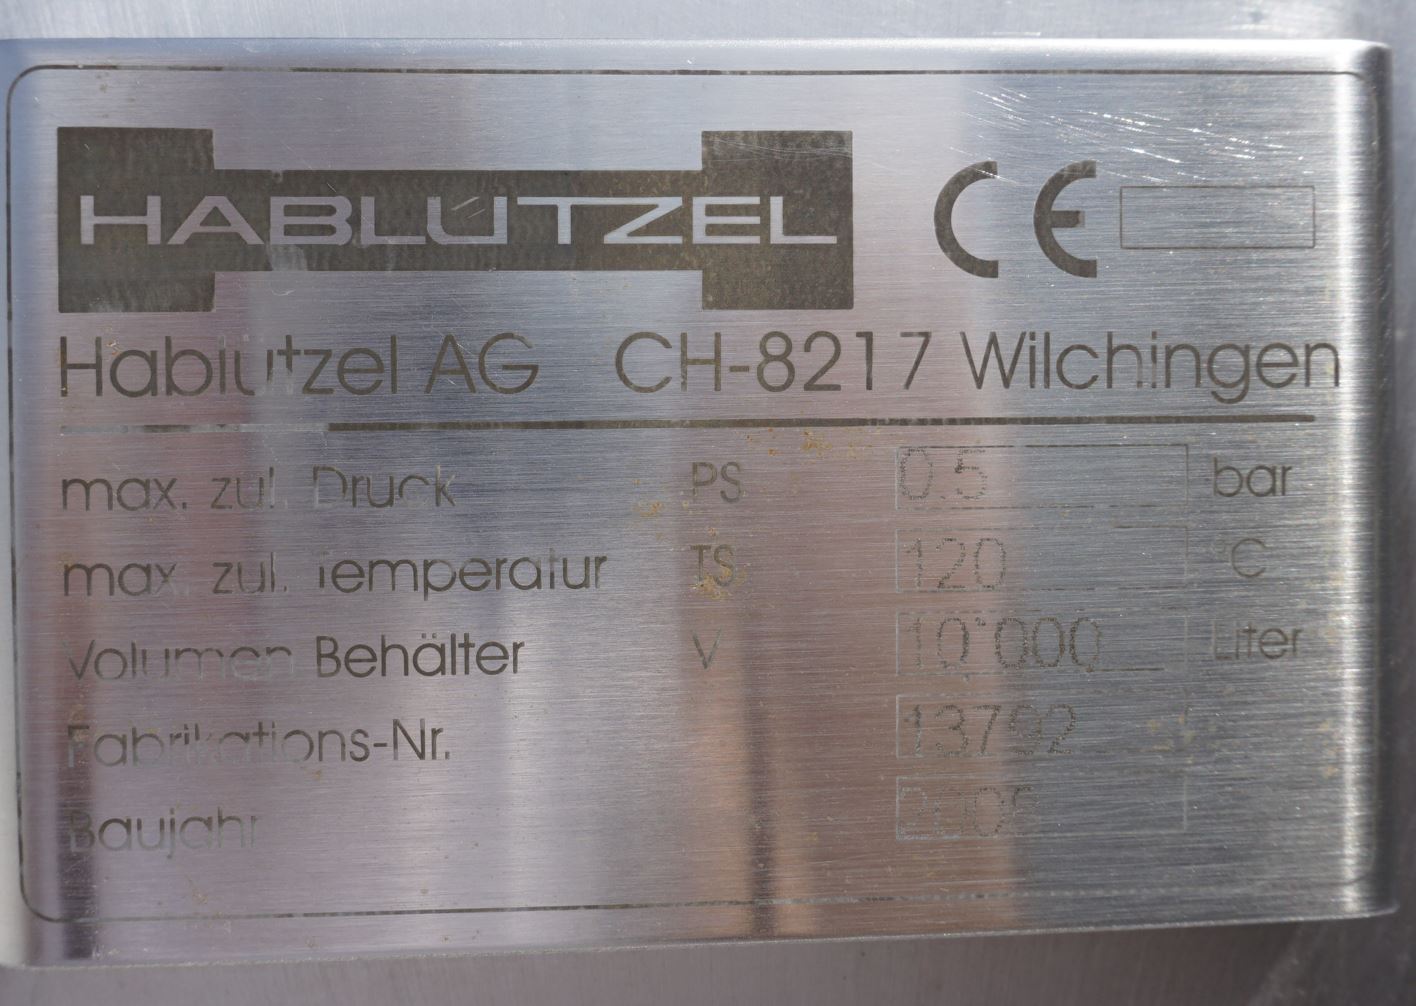 HABLÜTZEL CE
Hablützel AG CH-8217 Wilchingen
max. zul. Druck PS 0.5 bar
max. zul. Temperatur TS 120 °C
Volumen Behälter V 10'000 Liter
Fabrikations-Nr. 13792
Baujahr